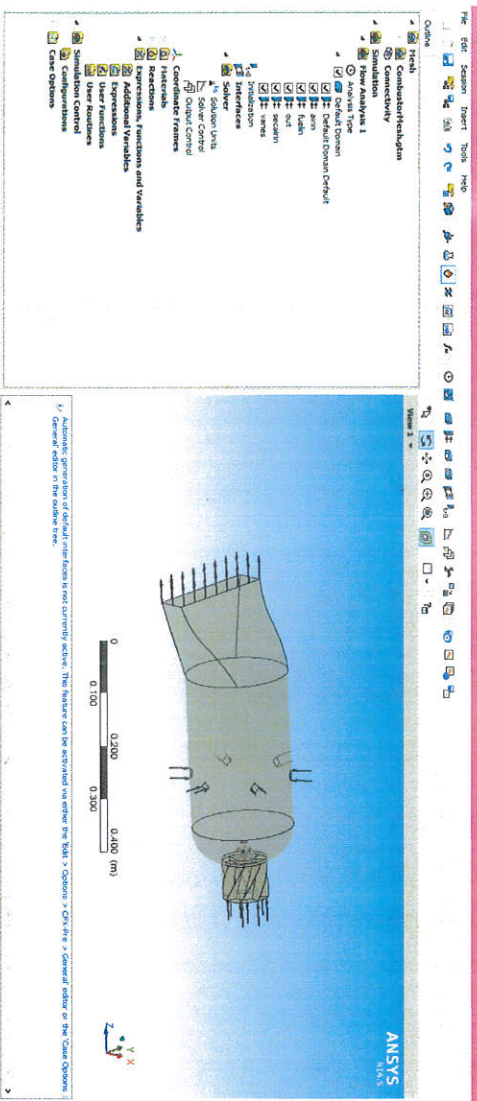 File Edit Session Insert Tools Help
Outline
Mesh
CombustorMesh.gtm
Connectivity
Simulation
Flow Analysis 1
Analysis Type
Default Domain
Default Domain Default
airin
fuelin
out
secairin
vanes
Initialization
Interfaces
Solver
Solution Units
Solver Control
Output Control
Coordinate Frames
Materials
Reactions
Expressions, Functions and Variables
Additional Variables
Expressions
User Functions
User Routines
Simulation Control
Configurations
Case Options
View 1
ANSYS
R14.5
0 0.200 0.400 (m)
0.100 0.300
X
Y
Z
Automatic generation of default interfaces is not currently active. This feature can be activated via either the 'Edit > Options > CFX-Pre > General' editor or the 'Case Options >
General' editor in the outline tree.